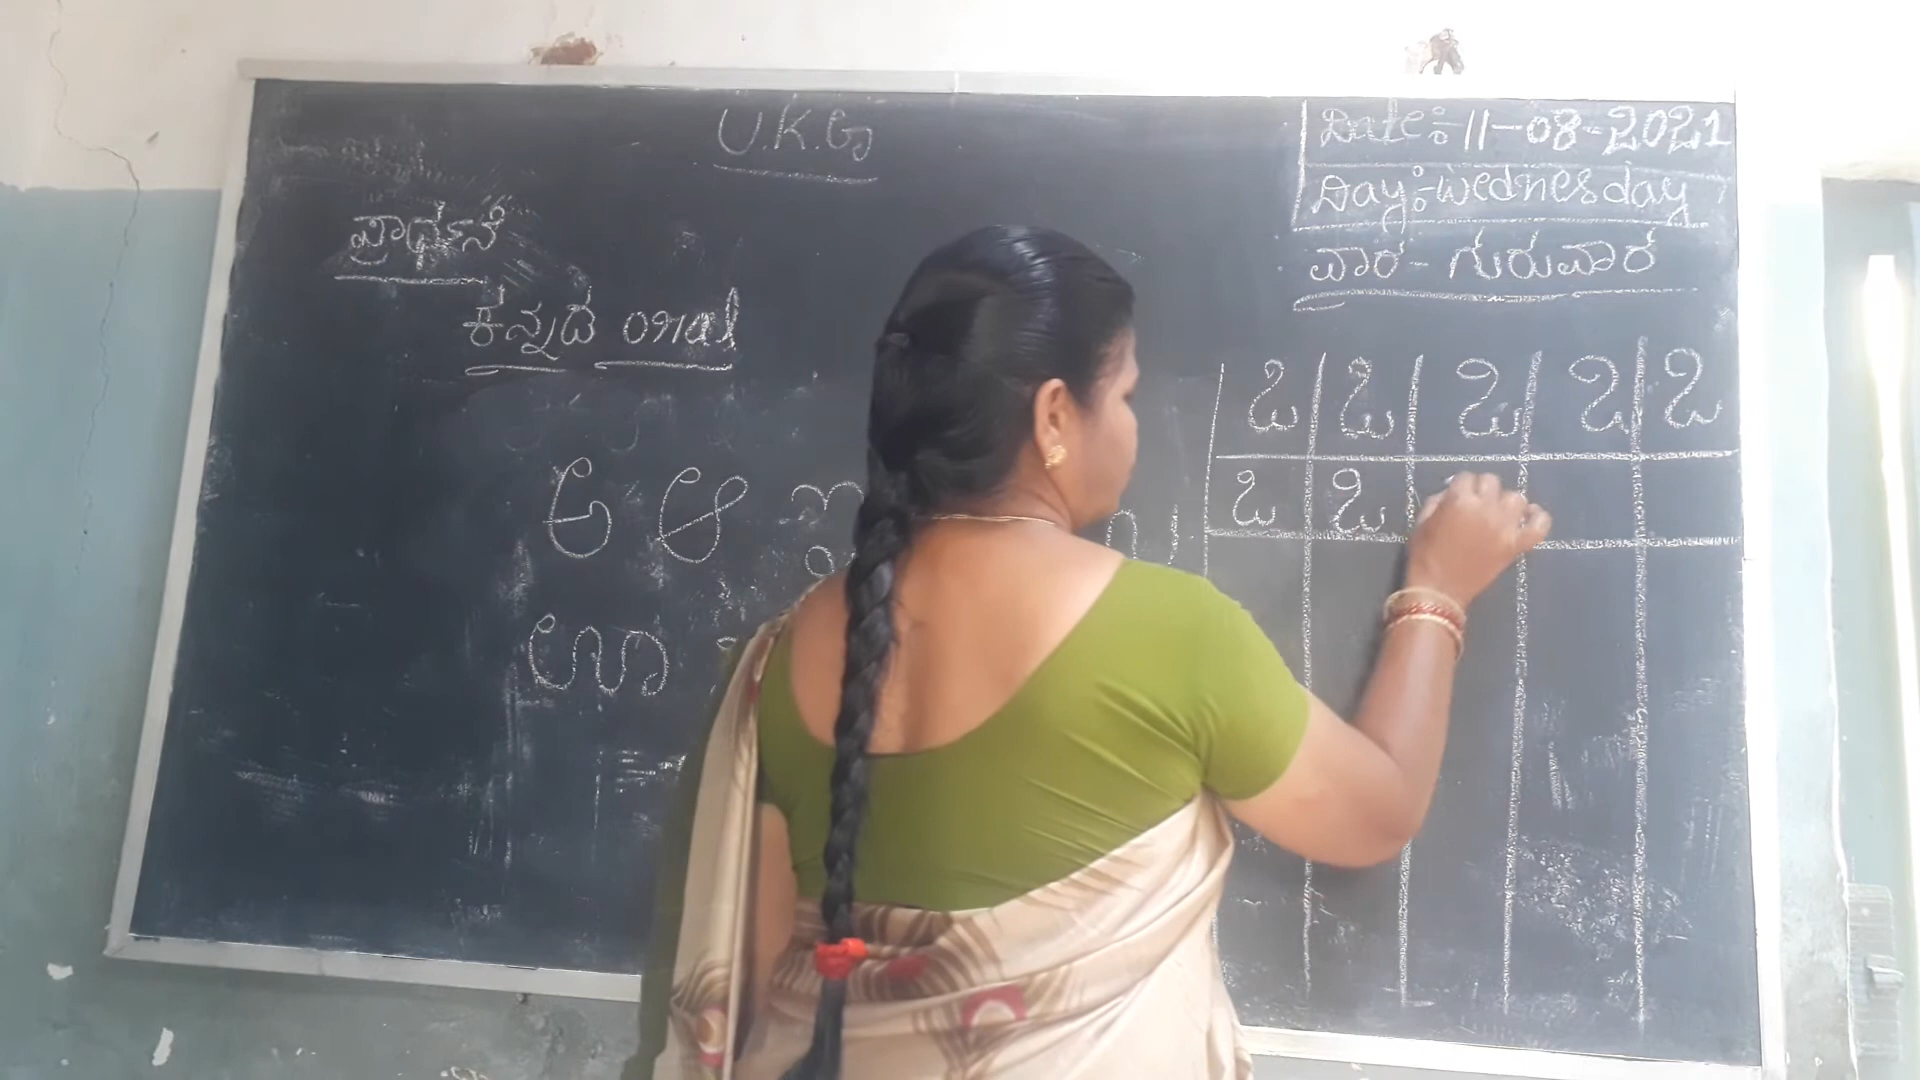 U.K.G
Date:-11-08-2021
Day:-Wednesday
ವಾರ - ಗುರುವಾರ
ಪ್ರಾರ್ಥನೆ
ಕನ್ನಡ oral
ಅ ಆ ಇ
ಊ
ಒ ಒ ಒ ಒ ಒ
ಒ ಒ